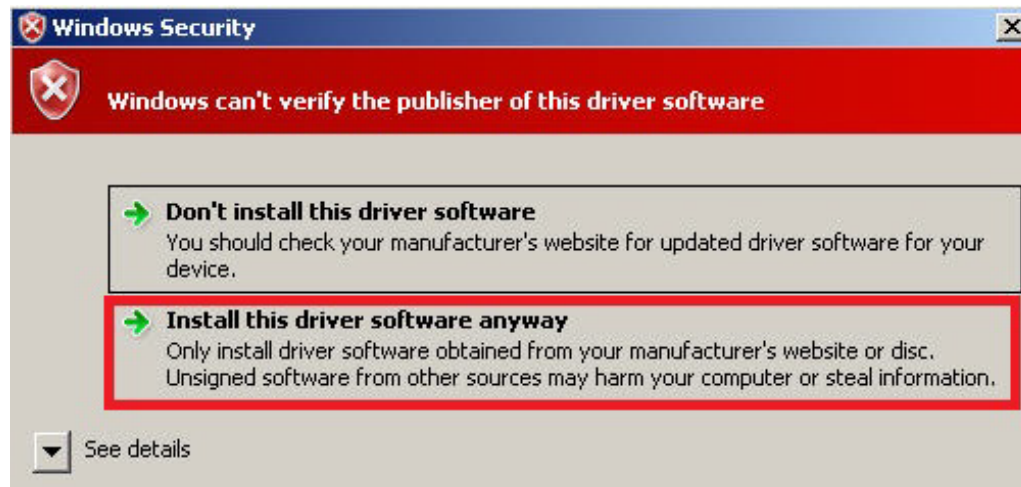 Windows Security
Windows can't verify the publisher of this driver software
Don't install this driver software
You should check your manufacturer's website for updated driver software for your
device.
Install this driver software anyway
Only install driver software obtained from your manufacturer's website or disc.
Unsigned software from other sources may harm your computer or steal information.
See details